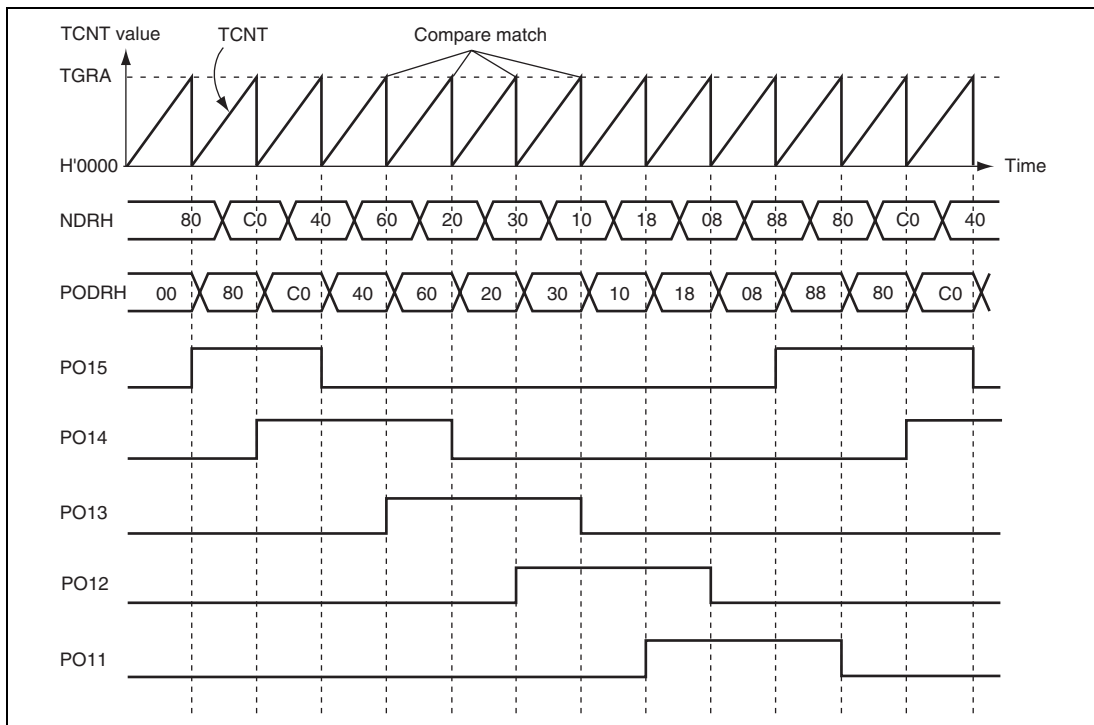 TCNT value TCNT Compare match
TGRA
H'0000 Time
NDRH 80 C0 40 60 20 30 10 18 08 88 80 C0 40
PODRH 00 80 C0 40 60 20 30 10 18 08 88 80 C0
PO15
PO14
PO13
PO12
PO11